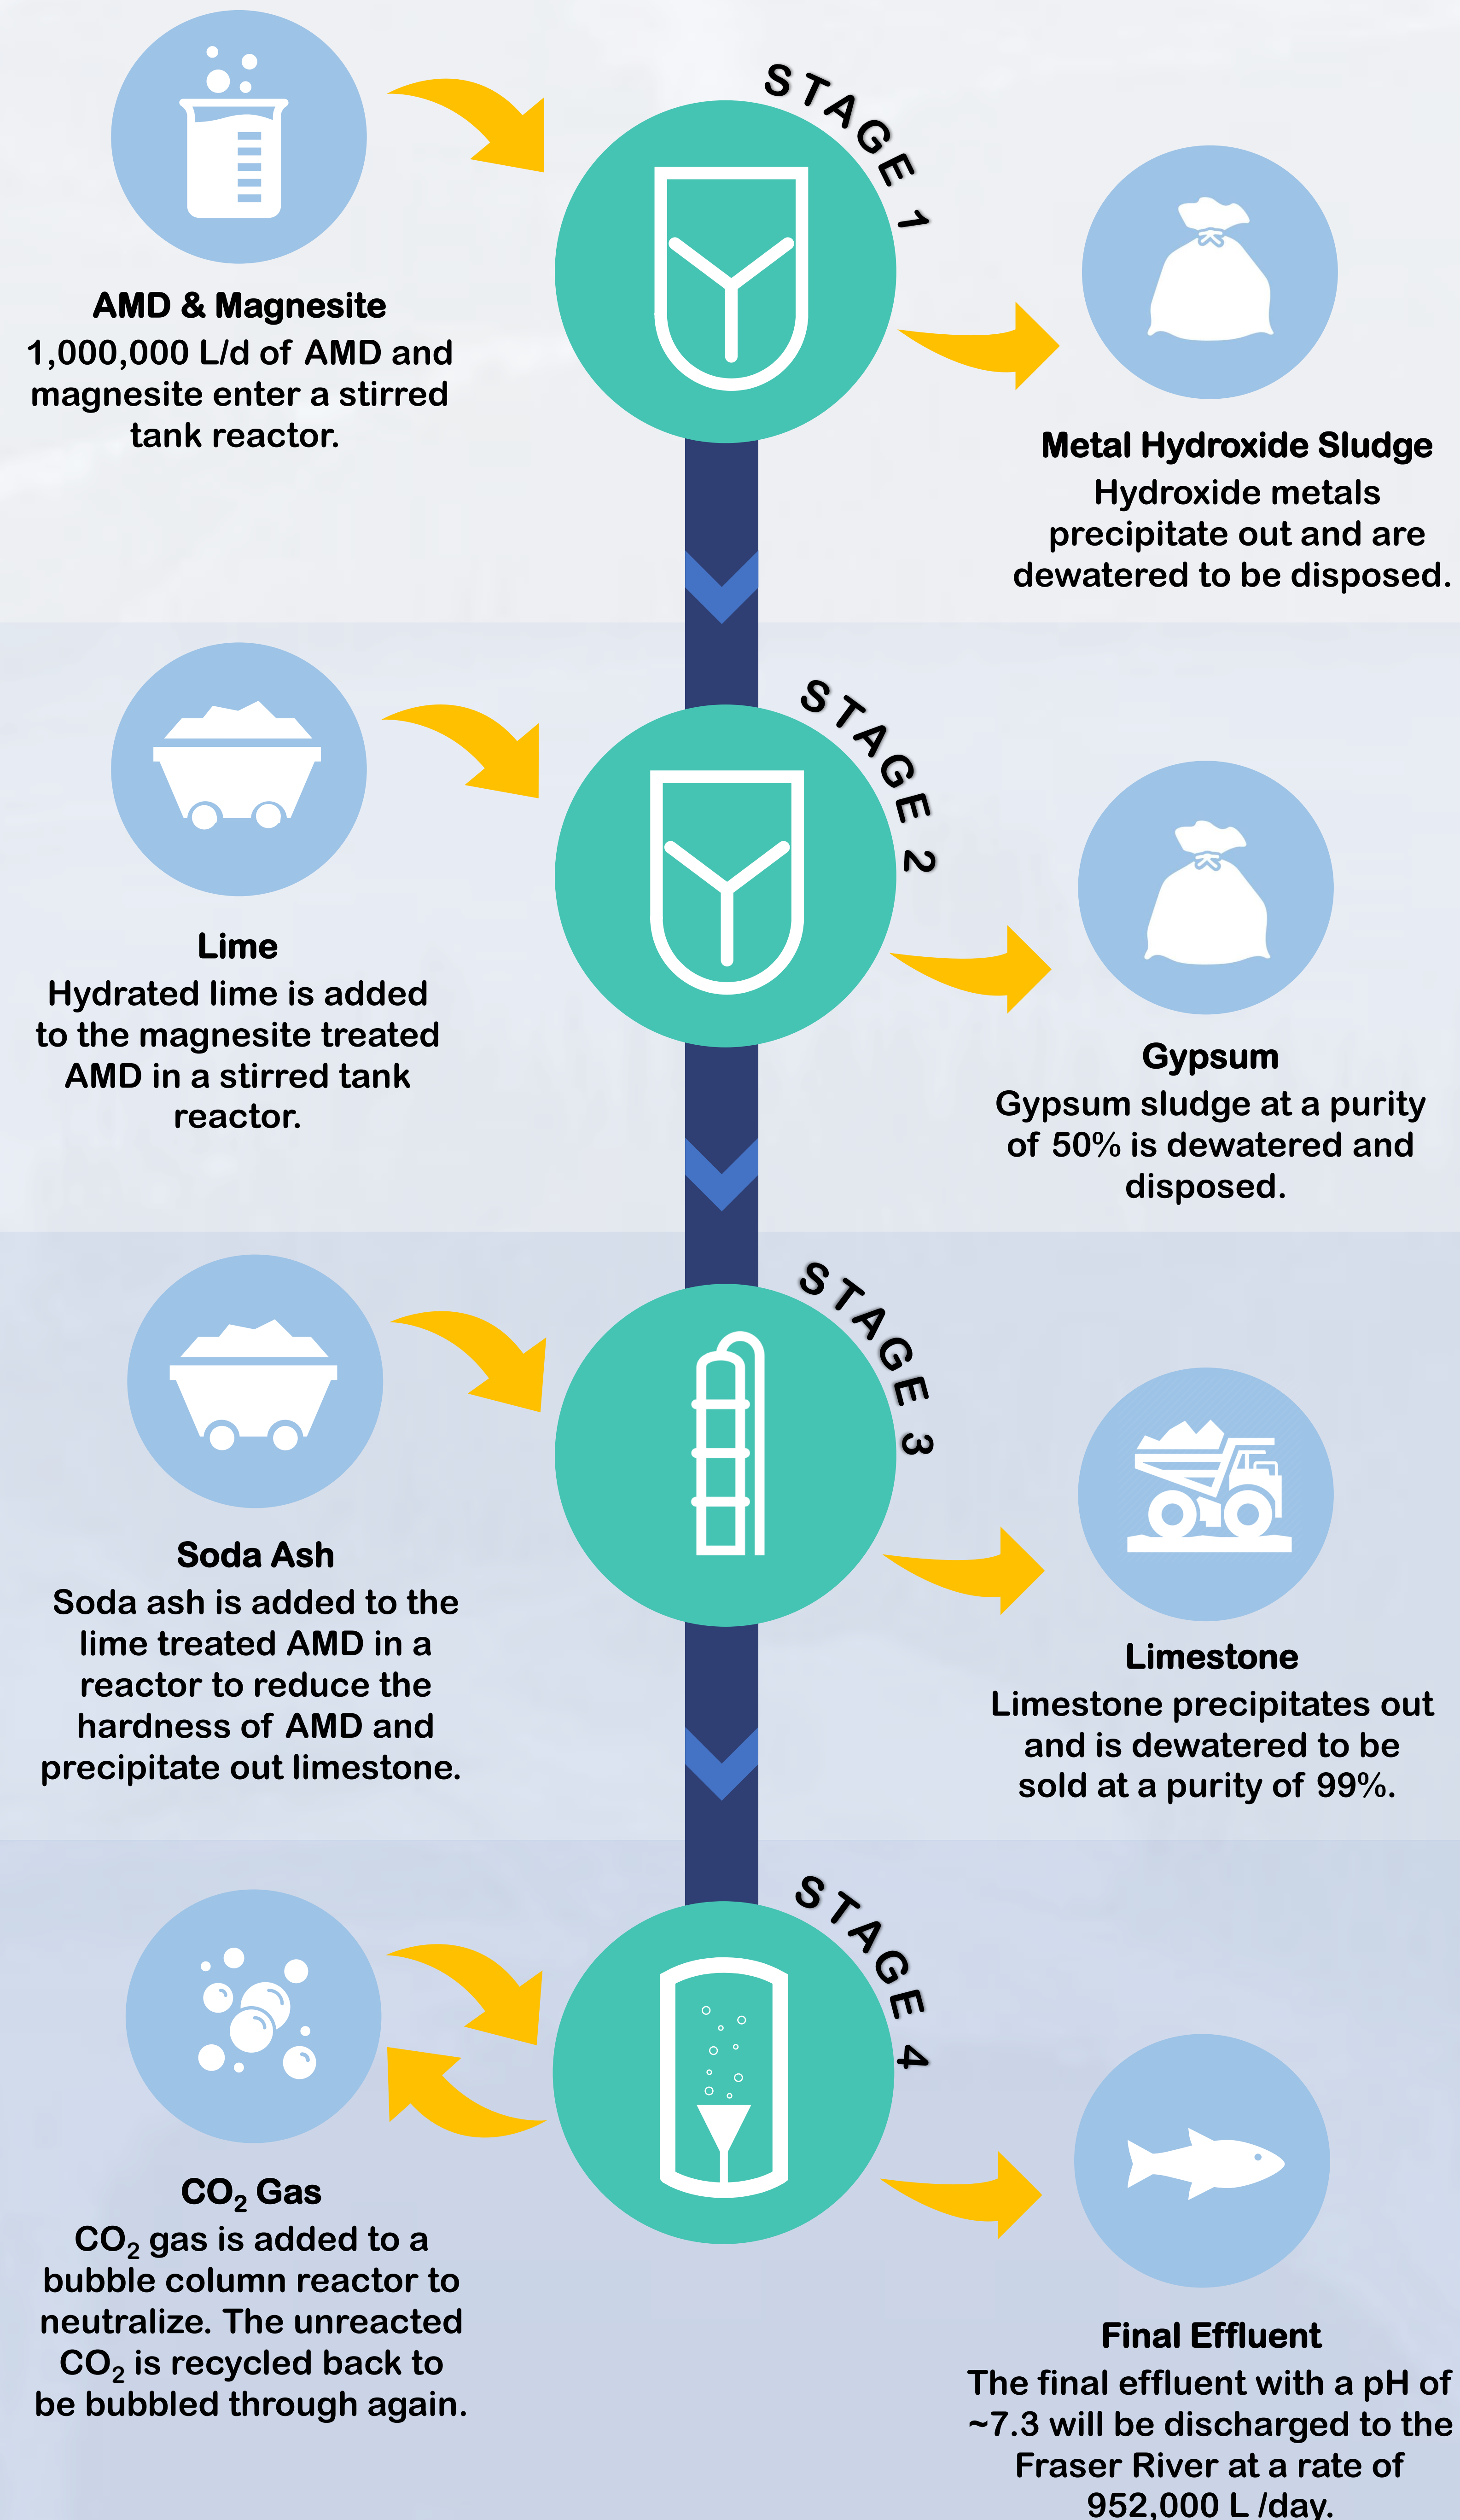 STAGE 1
AMD & Magnesite
1,000,000 L/d of AMD and
magnesite enter a stirred
tank reactor.
Metal Hydroxide Sludge
Hydroxide metals
precipitate out and are
dewatered to be disposed.
STAGE 2
Lime
Hydrated lime is added
to the magnesite treated
AMD in a stirred tank
reactor.
Gypsum
Gypsum sludge at a purity
of 50% is dewatered and
disposed.
STAGE 3
Soda Ash
Soda ash is added to the
lime treated AMD in a
reactor to reduce the
hardness of AMD and
precipitate out limestone.
Limestone
Limestone precipitates out
and is dewatered to be
sold at a purity of 99%.
STAGE 4
CO₂ Gas
CO₂ gas is added to a
bubble column reactor to
neutralize. The unreacted
CO₂ is recycled back to
be bubbled through again.
Final Effluent
The final effluent with a pH of
~7.3 will be discharged to the
Fraser River at a rate of
952,000 L /day.